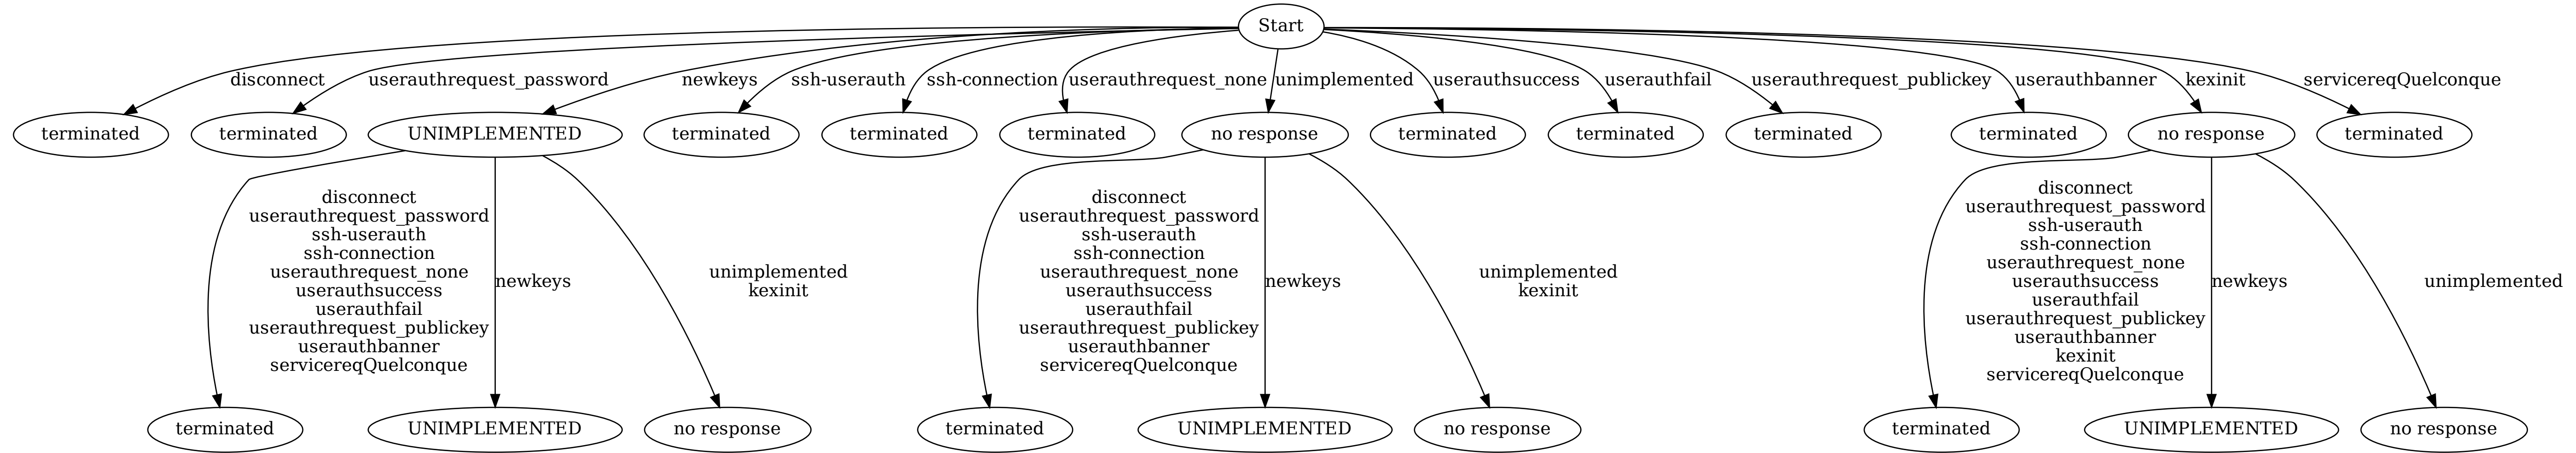 Start
disconnect
userauthrequest_password
newkeys
ssh-userauth
ssh-connection
userauthrequest_none
unimplemented
userauthsuccess
userauthfail
userauthrequest_publickey
userauthbanner
kexinit
servicereqQuelconque
terminated
terminated
UNIMPLEMENTED
terminated
terminated
terminated
no response
terminated
terminated
terminated
terminated
no response
terminated
disconnect
userauthrequest_password
ssh-userauth
ssh-connection
userauthrequest_none
userauthsuccess
userauthfail
userauthrequest_publickey
userauthbanner
servicereqQuelconque
newkeys
unimplemented
kexinit
disconnect
userauthrequest_password
ssh-userauth
ssh-connection
userauthrequest_none
userauthsuccess
userauthfail
userauthrequest_publickey
userauthbanner
servicereqQuelconque
newkeys
unimplemented
kexinit
disconnect
userauthrequest_password
ssh-userauth
ssh-connection
userauthrequest_none
userauthsuccess
userauthfail
userauthrequest_publickey
userauthbanner
kexinit
servicereqQuelconque
newkeys
unimplemented
terminated
UNIMPLEMENTED
no response
terminated
UNIMPLEMENTED
no response
terminated
UNIMPLEMENTED
no response